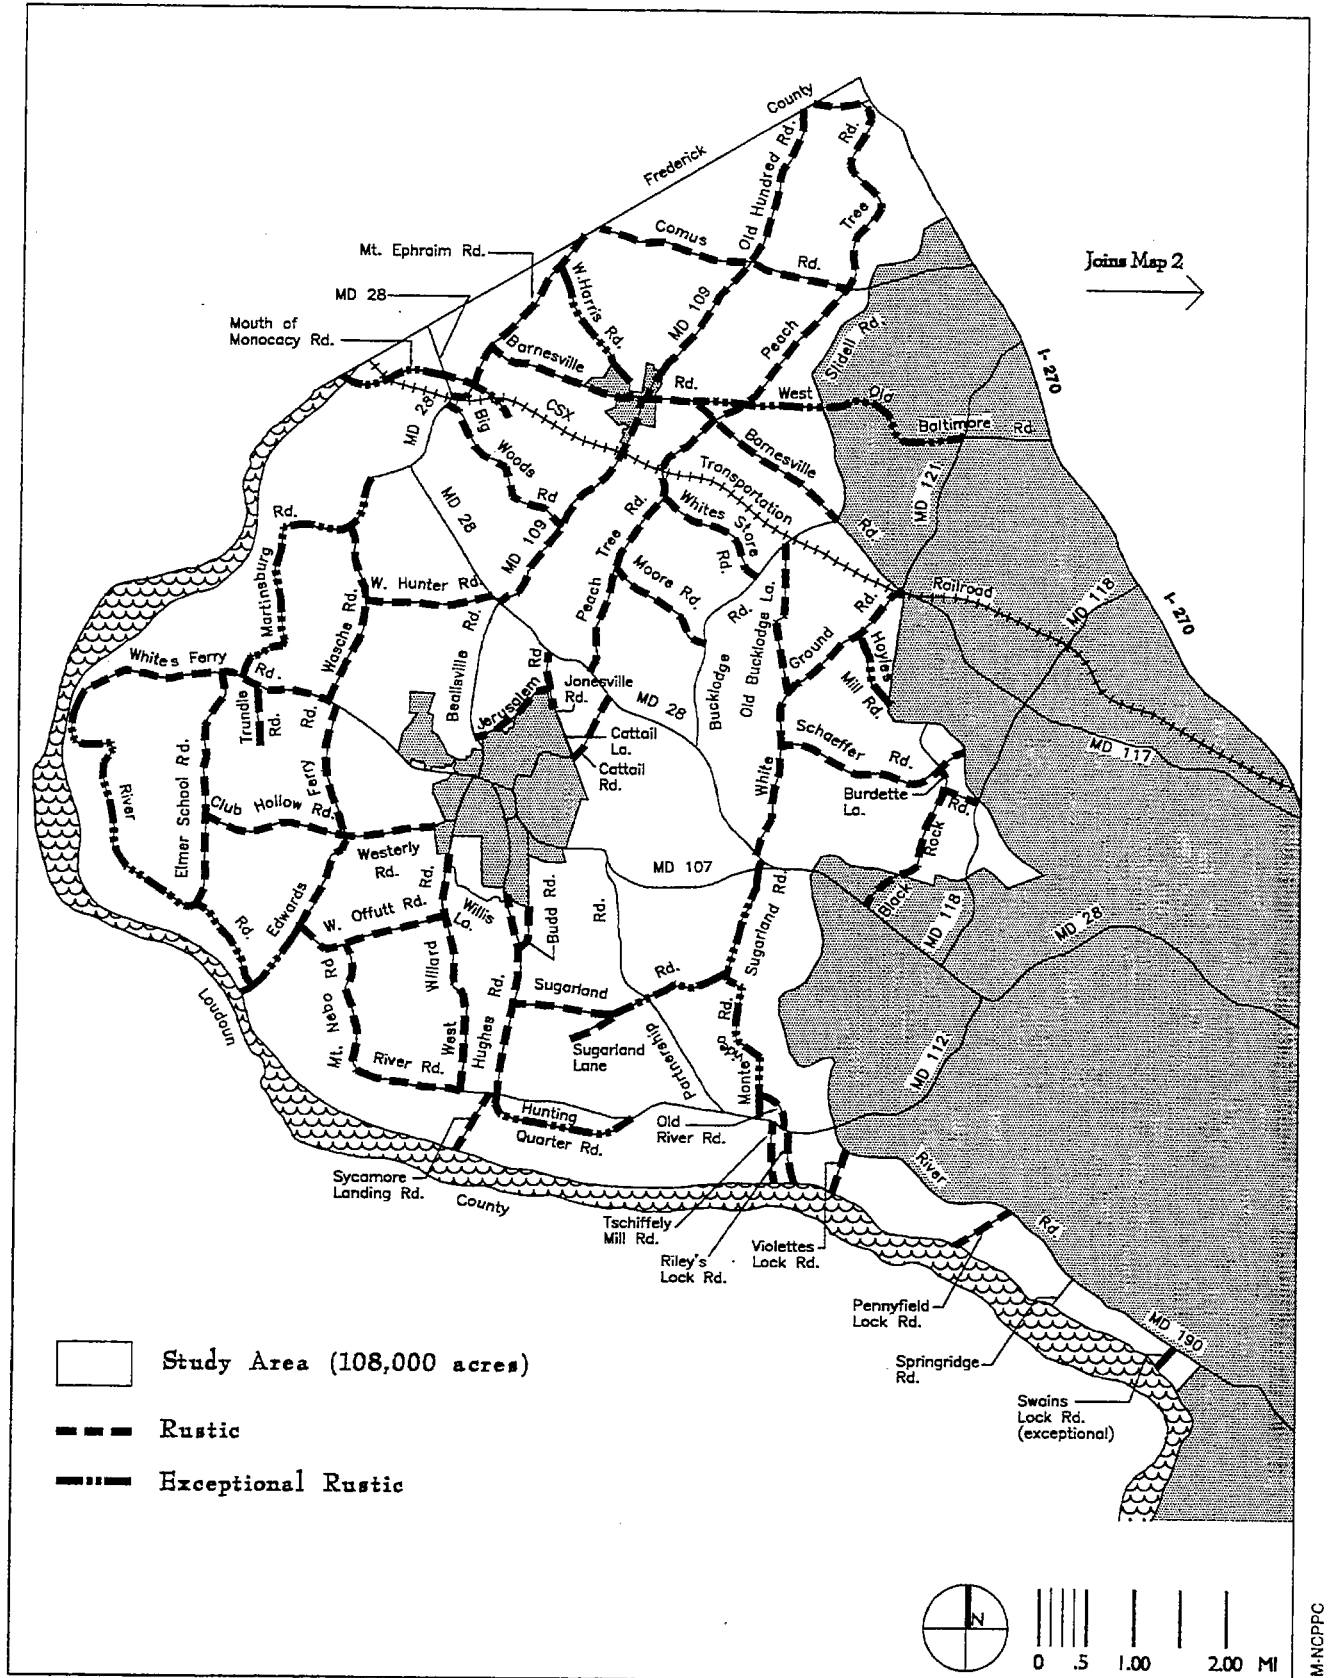 County
Frederick
Old Hundred Rd.
Rd.
Tree
Comus
Rd.
Mt. Ephraim Rd.
Joins Map 2
MD 28
W. Harris Rd.
MD 109
Peach
Mouth of
Monocacy Rd.
Barnesville
Rd.
Slidell Rd.
I-270
West
Old
Baltimore
Rd.
CSX
MD 28
Big
Woods
Rd
Barnesville
Rd.
Transportation
MD 121
MD 28
MD 109
Whites Store
Rd.
Rd.
Martinsburg
Tree Rd.
Peach
Moore Rd.
W. Hunter Rd.
Railroad
MD 118
I-270
Wasche Rd.
Rd.
Beallsville
Rd.
Bucklodge
Old Bucklodge La.
Ground
Rd.
Hoyles
Mill Rd.
Whites Ferry
Rd.
Rd.
Jerusalem
Rd
Jonesville
Rd.
MD 28
Trundle
Rd.
Cattail
La.
Cattail
Rd.
Schaeffer
Rd.
MD 117
White
Burdette
La.
River
Elmer School Rd.
Ferry
Club Hollow Rd.
Rock
Rd.
Westerly
Rd.
MD 107
Black
MD 118
Edwards
W. Offutt Rd.
Rd.
Willis
La.
Budd Rd.
Rd.
Sugarland Rd.
MD 28
Rd.
Willard
Loudoun
Mt. Nebo Rd
West
Hughes Rd.
Sugarland
Rd.
Sugarland
Lane
Partnership
Rd.
MD 112
River Rd.
Hunting
Quarter Rd.
Old
River Rd.
River
Rd.
Sycamore
Landing Rd.
County
Tschiffely
Mill Rd.
Riley's
Lock Rd.
Violettes
Lock Rd.
Pennyfield
Lock Rd.
MD 190
Springridge
Rd.
Swains
Lock Rd.
(exceptional)
Study Area (108,000 acres)
Rustic
Exceptional Rustic
N
0 .5 1.00 2.00 MI
M-NCPPC